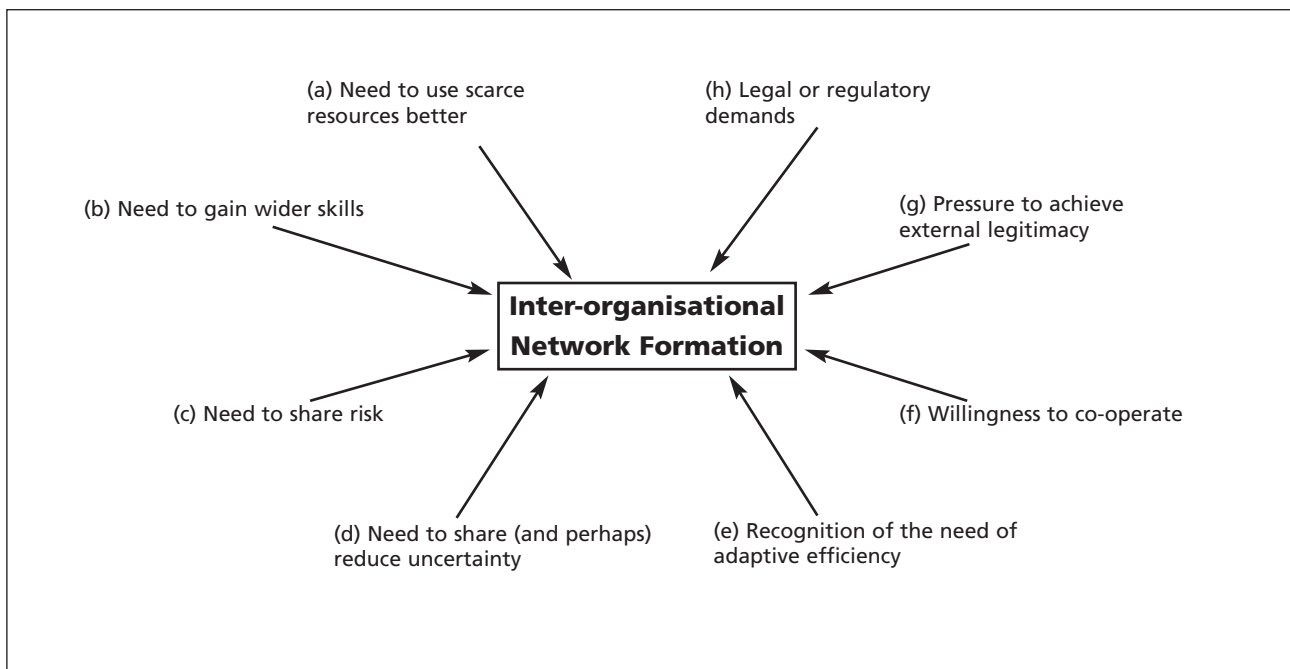 (a) Need to use scarce
resources better
(h) Legal or regulatory
demands
(b) Need to gain wider skills
(g) Pressure to achieve
external legitimacy
Inter-organisational
Network Formation
(c) Need to share risk
(f) Willingness to co-operate
(d) Need to share (and perhaps)
reduce uncertainty
(e) Recognition of the need of
adaptive efficiency